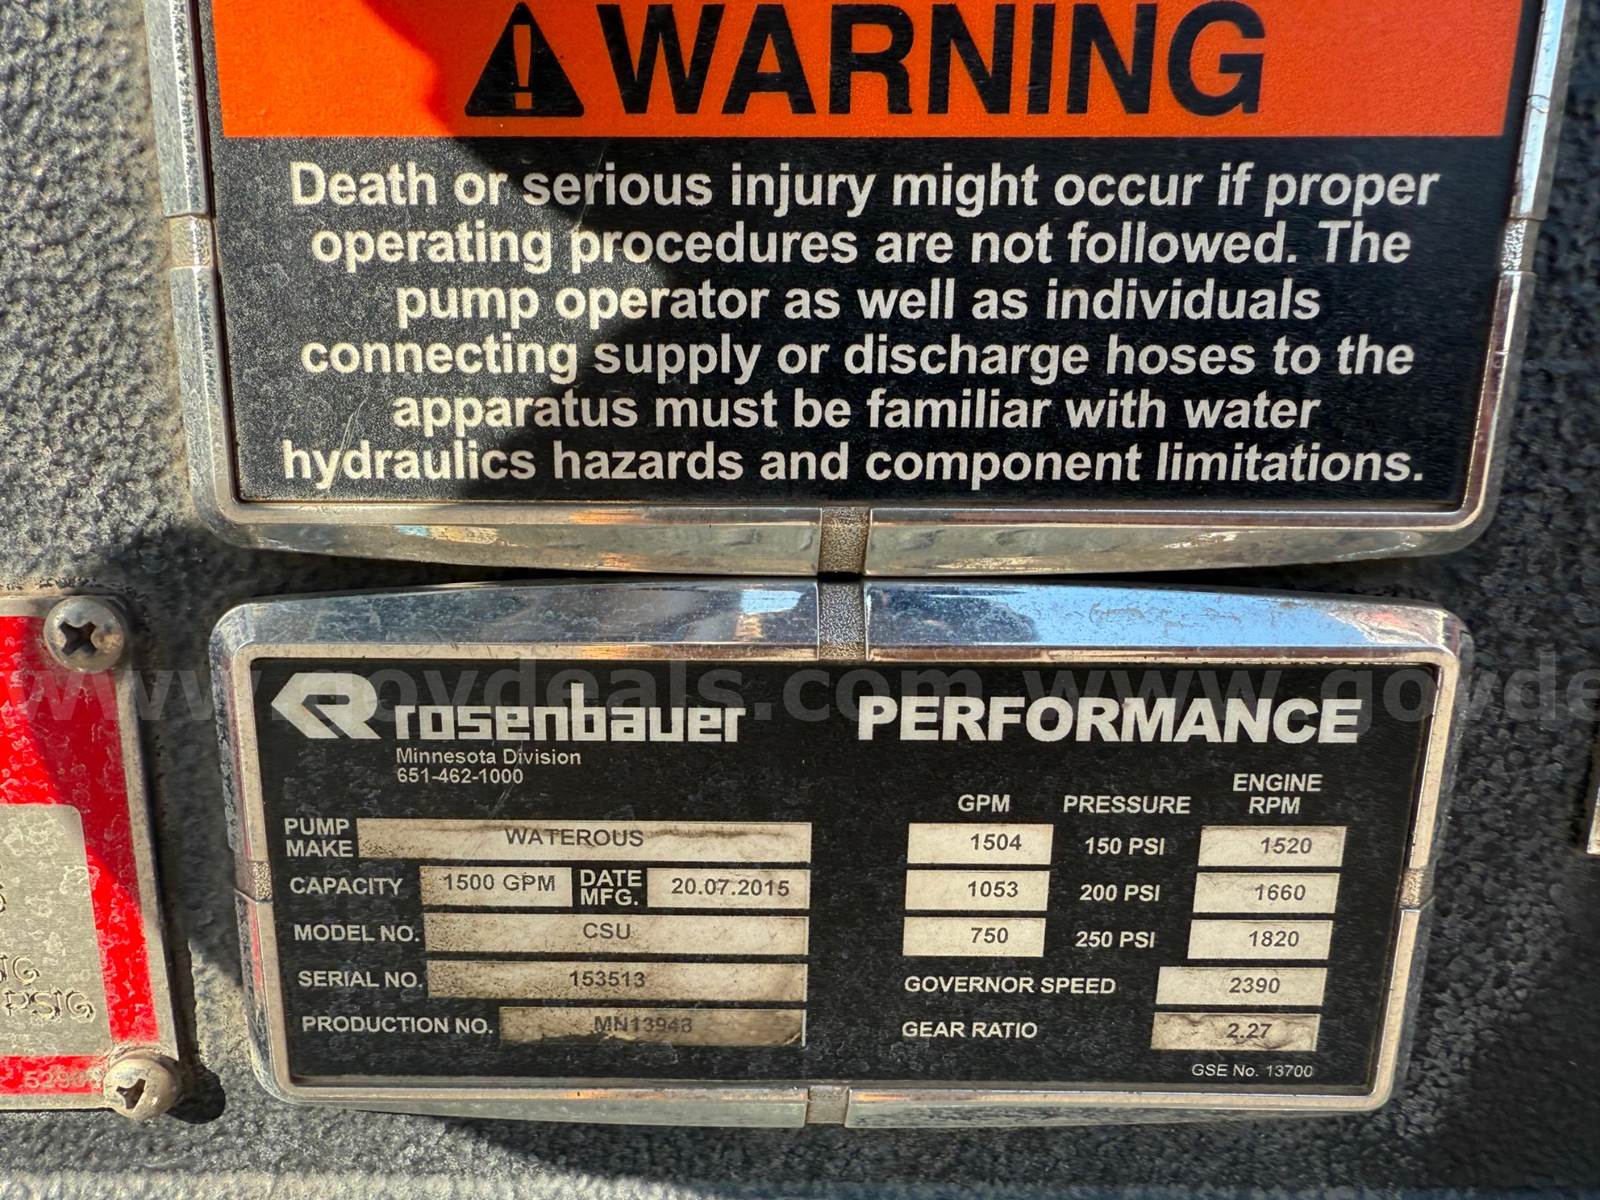 WARNING
Death or serious injury might occur if proper
operating procedures are not followed. The
pump operator as well as individuals
connecting supply or discharge hoses to the
apparatus must be familiar with water
hydraulics hazards and component limitations.
www.govdeals.com www.govde
R rosenbauer
Minnesota Division
651-462-1000
PUMP MAKE WATEROUS
CAPACITY 1500 GPM DATE MFG. 20.07.2015
MODEL NO. CSU
SERIAL NO. 153513
PRODUCTION NO. MN13943
PERFORMANCE
GPM PRESSURE ENGINE RPM
1504 150 PSI 1520
1053 200 PSI 1660
750 250 PSI 1820
GOVERNOR SPEED 2390
GEAR RATIO 2.27
GSE No. 13700
PSIG